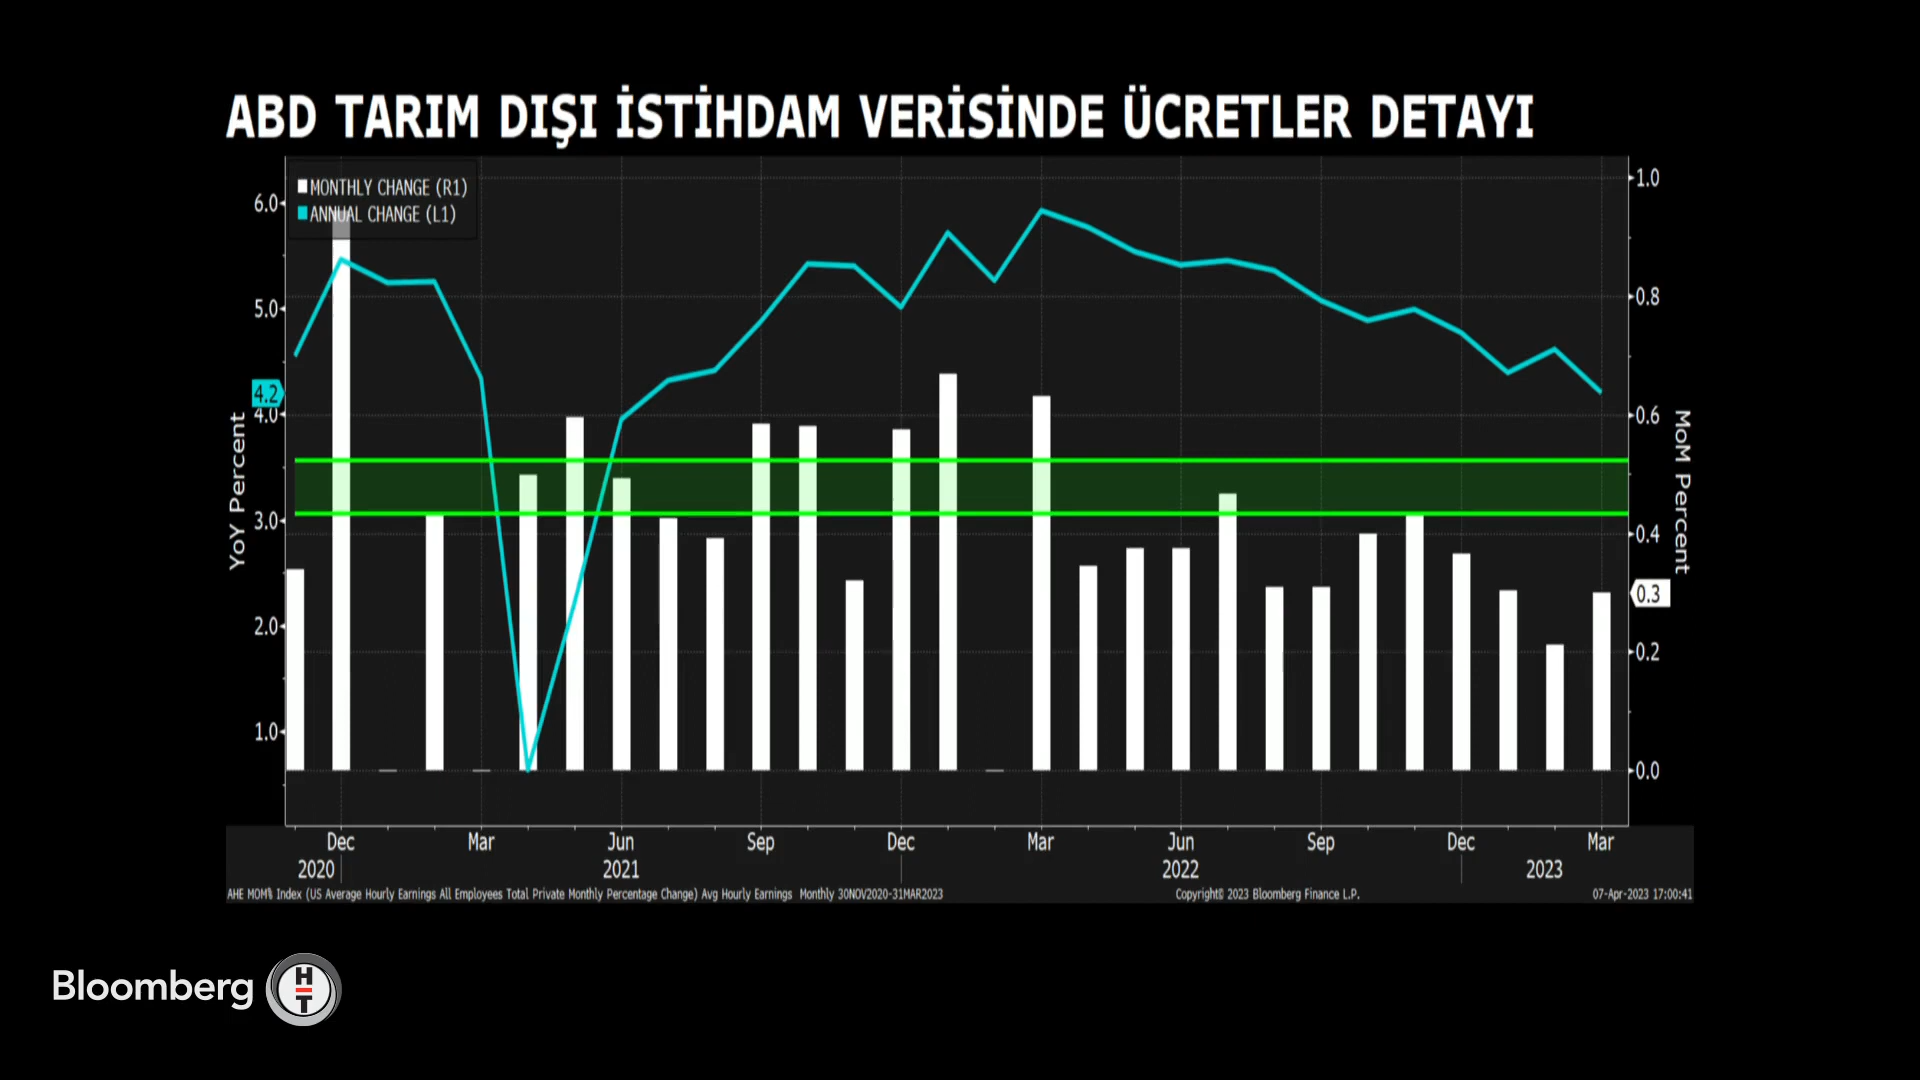 ABD TARIM DIŞI İSTİHDAM VERİSİNDE ÜCRETLER DETAYI
MONTHLY CHANGE (R1)
ANNUAL CHANGE (L1)
6.0
5.0
4.2
4.0
3.0
2.0
1.0
YoY Percent
1.0
0.8
0.6
0.4
0.3
0.2
0.0
MoM Percent
Dec Mar Jun Sep Dec Mar Jun Sep Dec Mar
2020 2021 2022 2023
AHE MOM% Index (US Average Hourly Earnings All Employees Total Private Monthly Percentage Change) Avg Hourly Earnings Monthly 30NOV2020-31MAR2023 Copyright© 2023 Bloomberg Finance L.P. 07-Apr-2023 17:00:41
Bloomberg HT